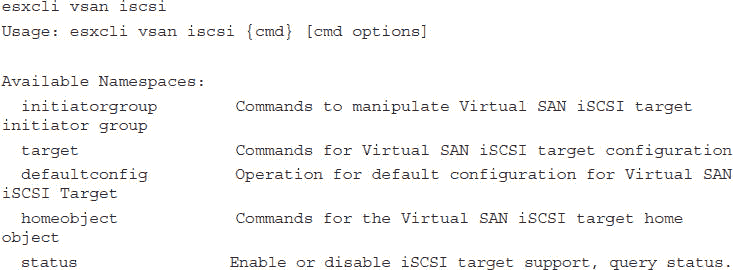 esxcli vsan iscsi
Usage: esxcli vsan iscsi {cmd} [cmd options]
Available Namespaces:
initiatorgroup Commands to manipulate Virtual SAN iSCSI target
initiator group
target Commands for Virtual SAN iSCSI target configuration
defaultconfig Operation for default configuration for Virtual SAN
iSCSI Target
homeobject Commands for the Virtual SAN iSCSI target home
object
status Enable or disable iSCSI target support, query status.